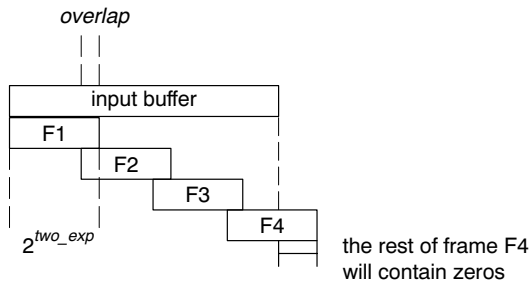 overlap
input buffer
F1
F2
F3
F4
2^two_exp
the rest of frame F4
will contain zeros